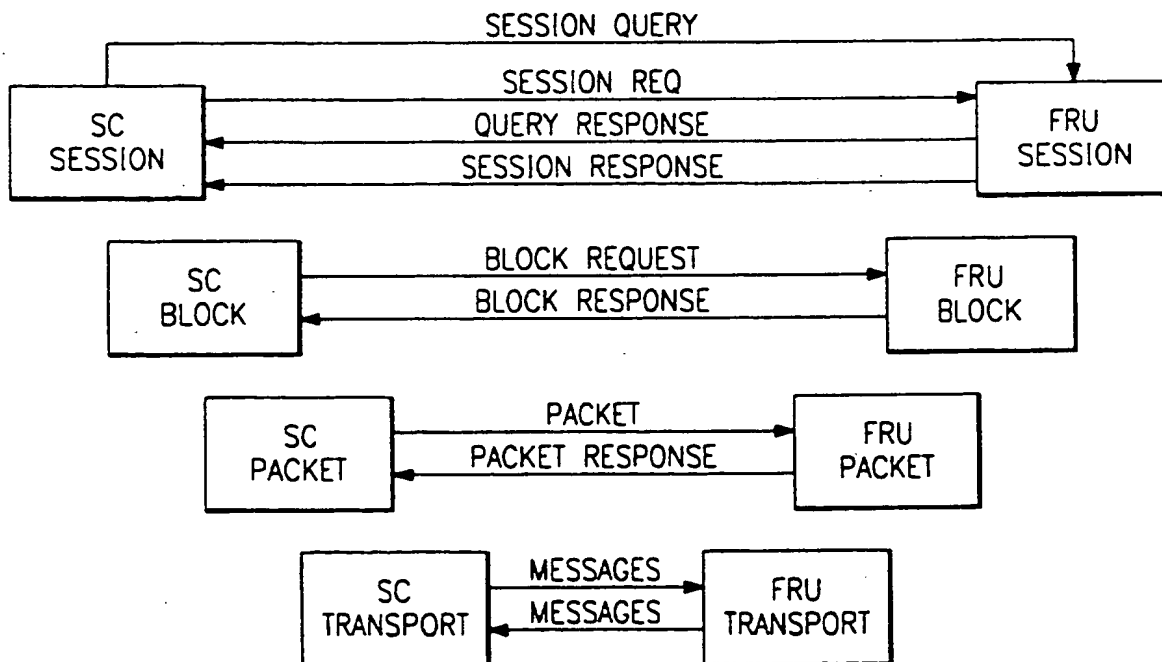 SESSION QUERY
SC
SESSION
SESSION REQ
QUERY RESPONSE
SESSION RESPONSE
FRU
SESSION
SC
BLOCK
BLOCK REQUEST
BLOCK RESPONSE
FRU
BLOCK
SC
PACKET
PACKET
PACKET RESPONSE
FRU
PACKET
SC
TRANSPORT
MESSAGES
MESSAGES
FRU
TRANSPORT